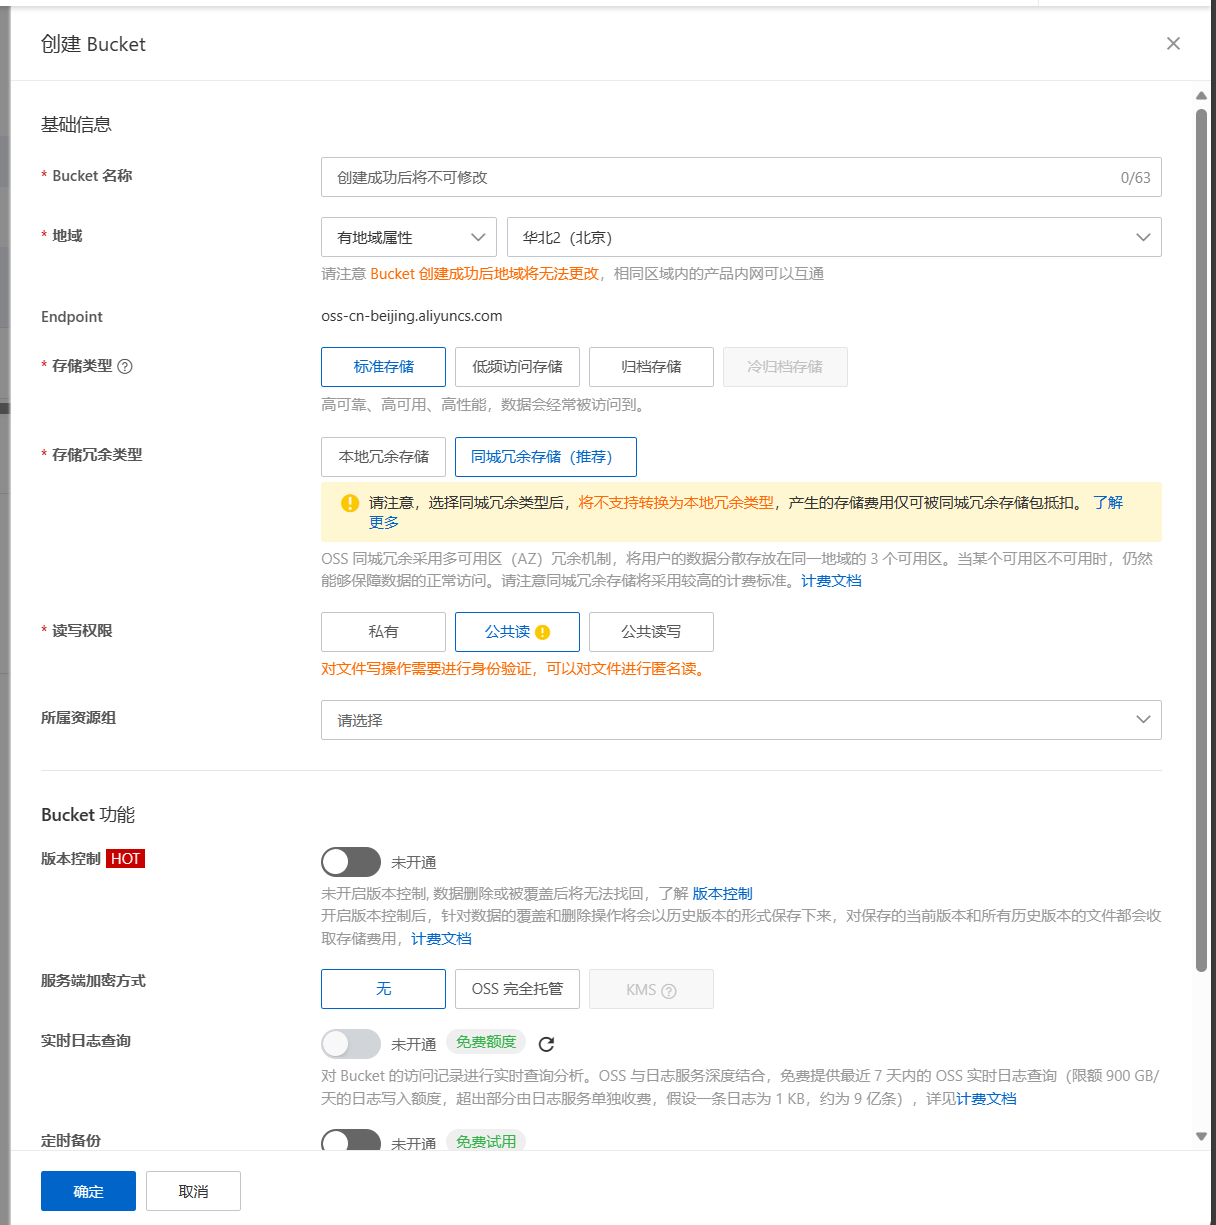 创建 Bucket
基础信息
* Bucket 名称
创建成功后将不可修改
0/63
* 地域
有地域属性
华北2（北京）
请注意 Bucket 创建成功后地域将无法更改，相同区域内的产品内网可以互通
Endpoint
oss-cn-beijing.aliyuncs.com
* 存储类型
标准存储
低频访问存储
归档存储
冷归档存储
高可靠、高可用、高性能，数据会经常被访问到。
* 存储冗余类型
本地冗余存储
同城冗余存储（推荐）
请注意，选择同城冗余类型后，将不支持转换为本地冗余类型，产生的存储费用仅可被同城冗余存储包抵扣。 了解
更多
OSS 同城冗余采用多可用区（AZ）冗余机制，将用户的数据分散存放在同一地域的 3 个可用区。当某个可用区不可用时，仍然
能够保障数据的正常访问。请注意同城冗余存储将采用较高的计费标准。计费文档
* 读写权限
私有
公共读
公共读写
对文件写操作需要进行身份验证，可以对文件进行匿名读。
所属资源组
请选择
Bucket 功能
版本控制 HOT
未开通
未开启版本控制, 数据删除或被覆盖后将无法找回，了解 版本控制
开启版本控制后，针对数据的覆盖和删除操作将会以历史版本的形式保存下来，对保存的当前版本和所有历史版本的文件都会收
取存储费用，计费文档
服务端加密方式
无
OSS 完全托管
KMS
实时日志查询
未开通
免费额度
对 Bucket 的访问记录进行实时查询分析。OSS 与日志服务深度结合，免费提供最近 7 天内的 OSS 实时日志查询（限额 900 GB/
天的日志写入额度，超出部分由日志服务单独收费，假设一条日志为 1 KB，约为 9 亿条），详见计费文档
定时备份
未开通
免费试用
确定
取消